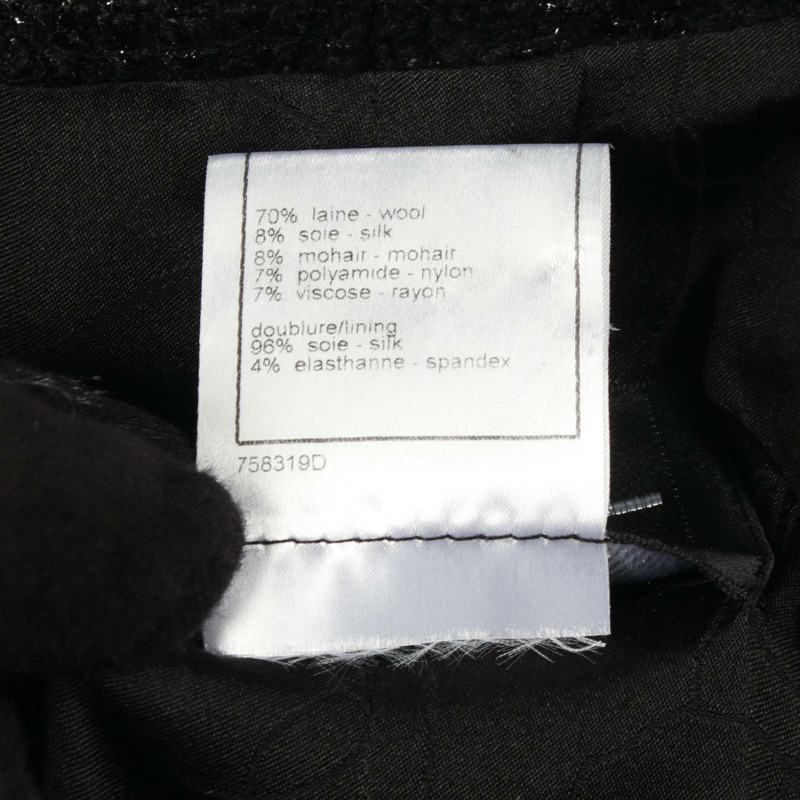 70% laine - wool
8% soie - silk
8% mohair - mohair
7% polyamide - nylon
7% viscose - rayon
doublure/lining
96% soie - silk
4% elasthanne - spandex
758319D